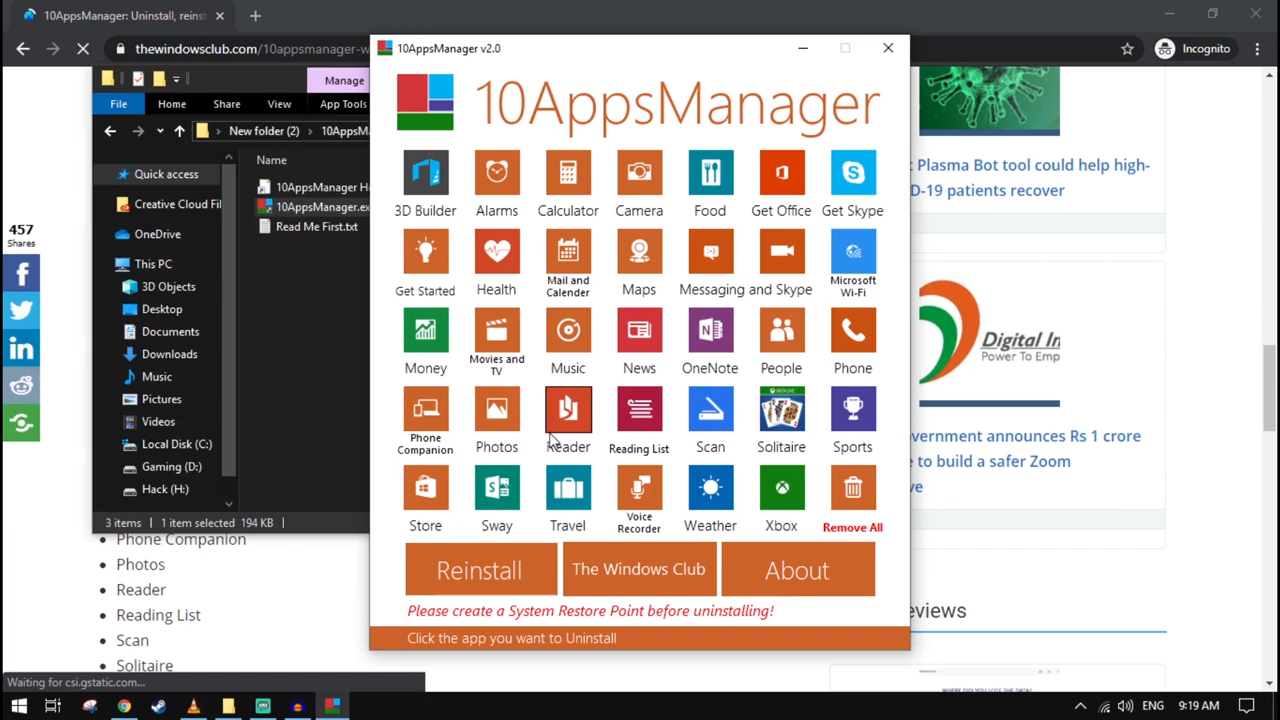 10AppsManager: Uninstall, reinst
thewindowsclub.com/10appsmanager-w
Incognito
Manage
File
Home
Share
View
App Tools
New folder (2)
10AppsM
Quick access
Creative Cloud Fil
OneDrive
This PC
3D Objects
Desktop
Documents
Downloads
Music
Pictures
Videos
Local Disk (C:)
Gaming (D:)
Hack (H:)
Name
10AppsManager H
10AppsManager.ex
Read Me First.txt
3 items
1 item selected 194 KB
457
Shares
10AppsManager v2.0
10AppsManager
3D Builder
Alarms
Calculator
Camera
Food
Get Office
Get Skype
Get Started
Health
Mail and
Calender
Maps
Messaging and Skype
Microsoft
Wi-Fi
Money
Movies and
TV
Music
News
OneNote
People
Phone
Phone
Companion
Photos
Reader
Reading List
Scan
XBOX LIVE
Solitaire
Sports
Store
Sway
Travel
Voice
Recorder
Weather
Xbox
Remove All
Reinstall
The Windows Club
About
Please create a System Restore Point before uninstalling!
Click the app you want to Uninstall
Phone Companion
Photos
Reader
Reading List
Scan
Solitaire
Waiting for csi.gstatic.com...
t Plasma Bot tool could help high-
D-19 patients recover
Digital In
Power To Emp
vernment announces Rs 1 crore
e to build a safer Zoom
ve
eviews
ENG
9:19 AM